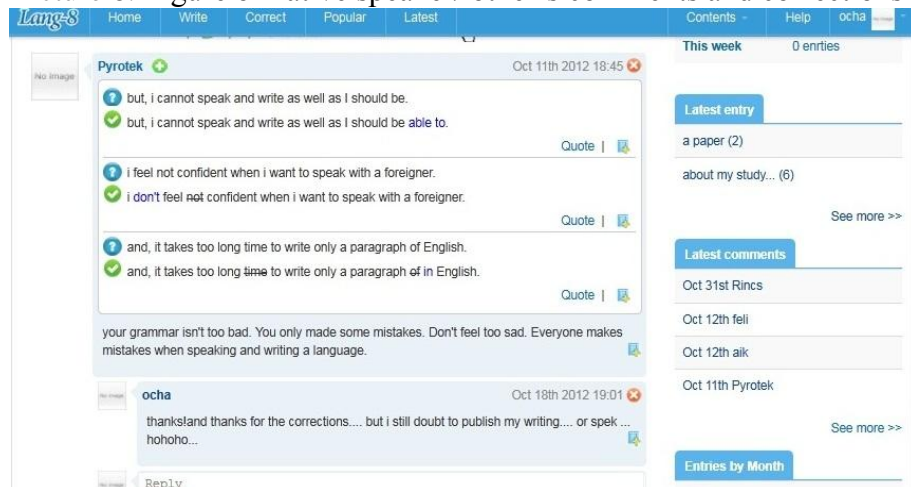 Lang-8 Home Write Correct Popular Latest Contents Help ocha
Pyrotek Oct 11th 2012 18:45
No image
but, i cannot speak and write as well as I should be.
but, i cannot speak and write as well as I should be able to.
Quote |
i feel not confident when i want to speak with a foreigner.
i don't feel not confident when i want to speak with a foreigner.
Quote |
and, it takes too long time to write only a paragraph of English.
and, it takes too long time to write only a paragraph of in English.
Quote |
your grammar isn't too bad. You only made some mistakes. Don't feel too sad. Everyone makes
mistakes when speaking and writing a language.
ocha Oct 18th 2012 19:01
thanks!and thanks for the corrections.... but i still doubt to publish my writing.... or spek ...
hohoho...
Reply
This week 0 enrties
Latest entry
a paper (2)
about my study... (6)
See more >>
Latest comments
Oct 31st Rincs
Oct 12th feli
Oct 12th aik
Oct 11th Pyrotek
See more >>
Entries by Month